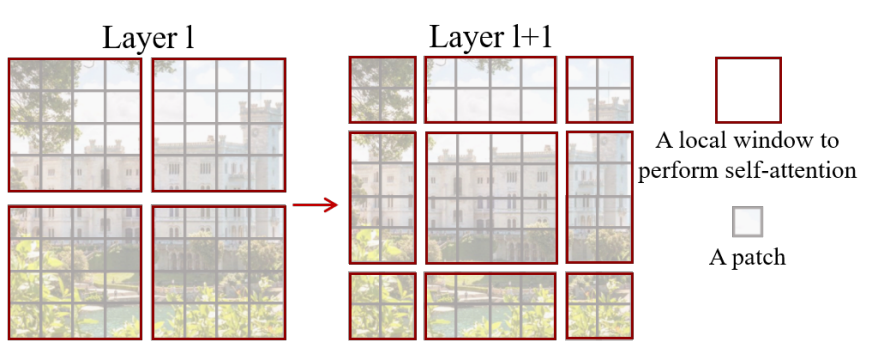 Layer l
Layer l+1
A local window to
perform self-attention
A patch